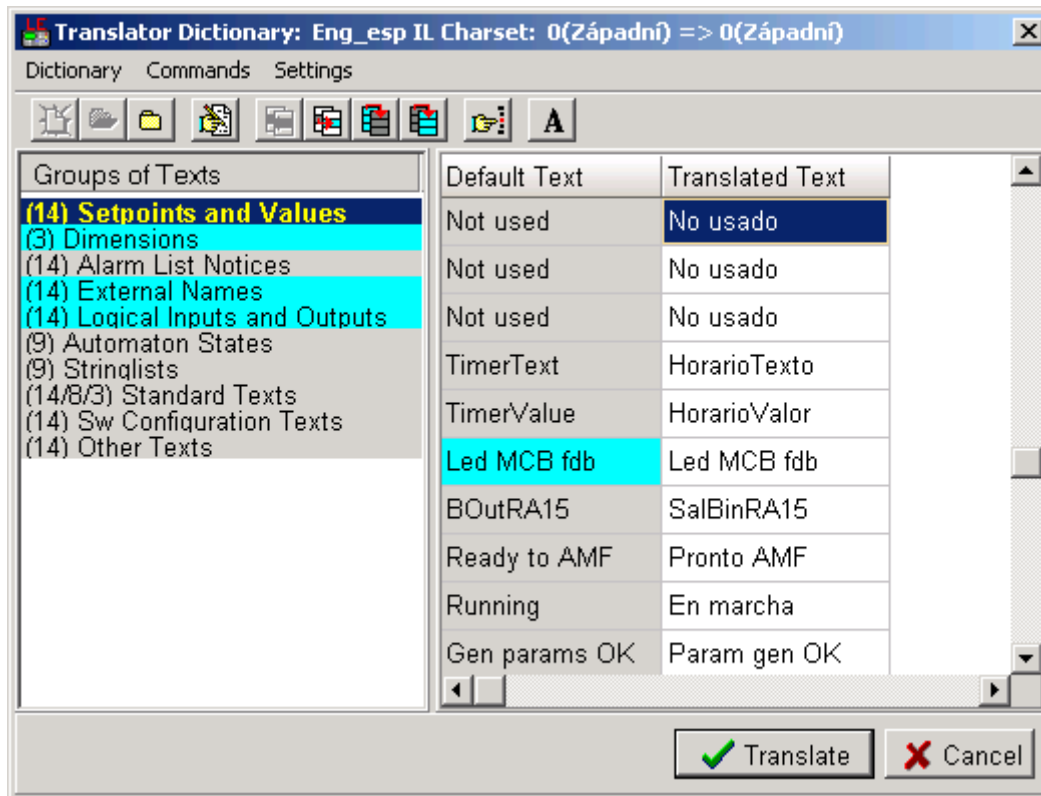 Translator Dictionary: Eng_esp IL Charset: 0(Západní) => 0(Západní)
Dictionary Commands Settings
A
Groups of Texts
(14) Setpoints and Values
(3) Dimensions
(14) Alarm List Notices
(14) External Names
(14) Logical Inputs and Outputs
(9) Automaton States
(9) Stringlists
(14/8/3) Standard Texts
(14) Sw Configuration Texts
(14) Other Texts
Default Text Translated Text
Not used No usado
Not used No usado
Not used No usado
TimerText HorarioTexto
TimerValue HorarioValor
Led MCB fdb Led MCB fdb
BOutRA15 SalBinRA15
Ready to AMF Pronto AMF
Running En marcha
Gen params OK Param gen OK
Translate Cancel